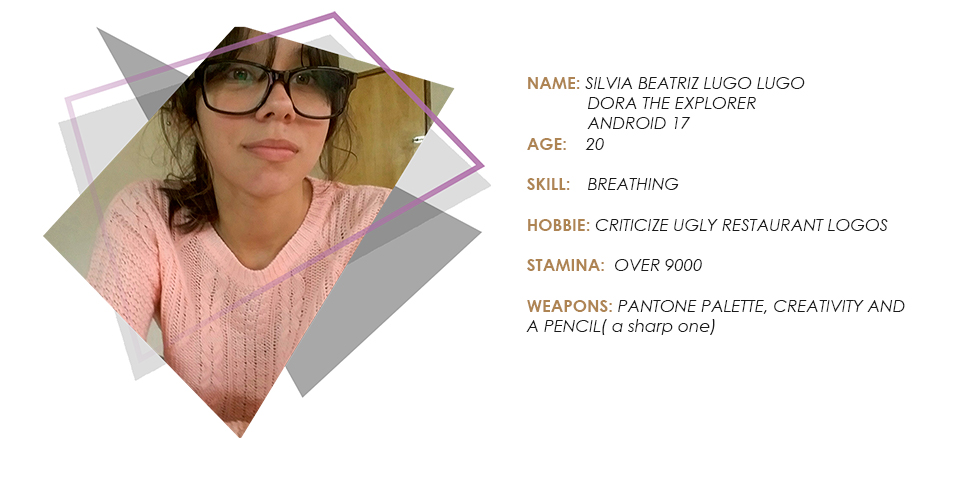 NAME: SILVIA BEATRIZ LUGO LUGO
DORA THE EXPLORER
ANDROID 17
AGE: 20
SKILL: BREATHING
HOBBIE: CRITICIZE UGLY RESTAURANT LOGOS
STAMINA: OVER 9000
WEAPONS: PANTONE PALETTE, CREATIVITY AND
A PENCIL( a sharp one)